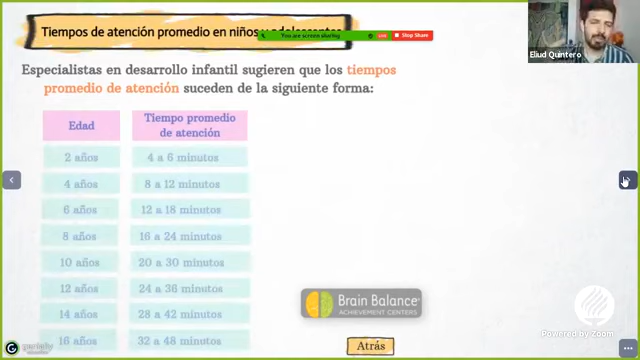 Tiempos de atención promedio en niños y adolescentes
You are screen sharing
LIVE
Stop Share
Eliud Quintero
Especialistas en desarrollo infantil sugieren que los tiempos
promedio de atención suceden de la siguiente forma:
Edad
Tiempo promedio
de atención
2 años 4 a 6 minutos
4 años 8 a 12 minutos
6 años 12 a 18 minutos
8 años 16 a 24 minutos
10 años 20 a 30 minutos
12 años 24 a 36 minutos
14 años 28 a 42 minutos
16 años 32 a 48 minutos
Brain Balance
ACHIEVEMENT CENTERS
Atrás
Powered by Zoom
genially